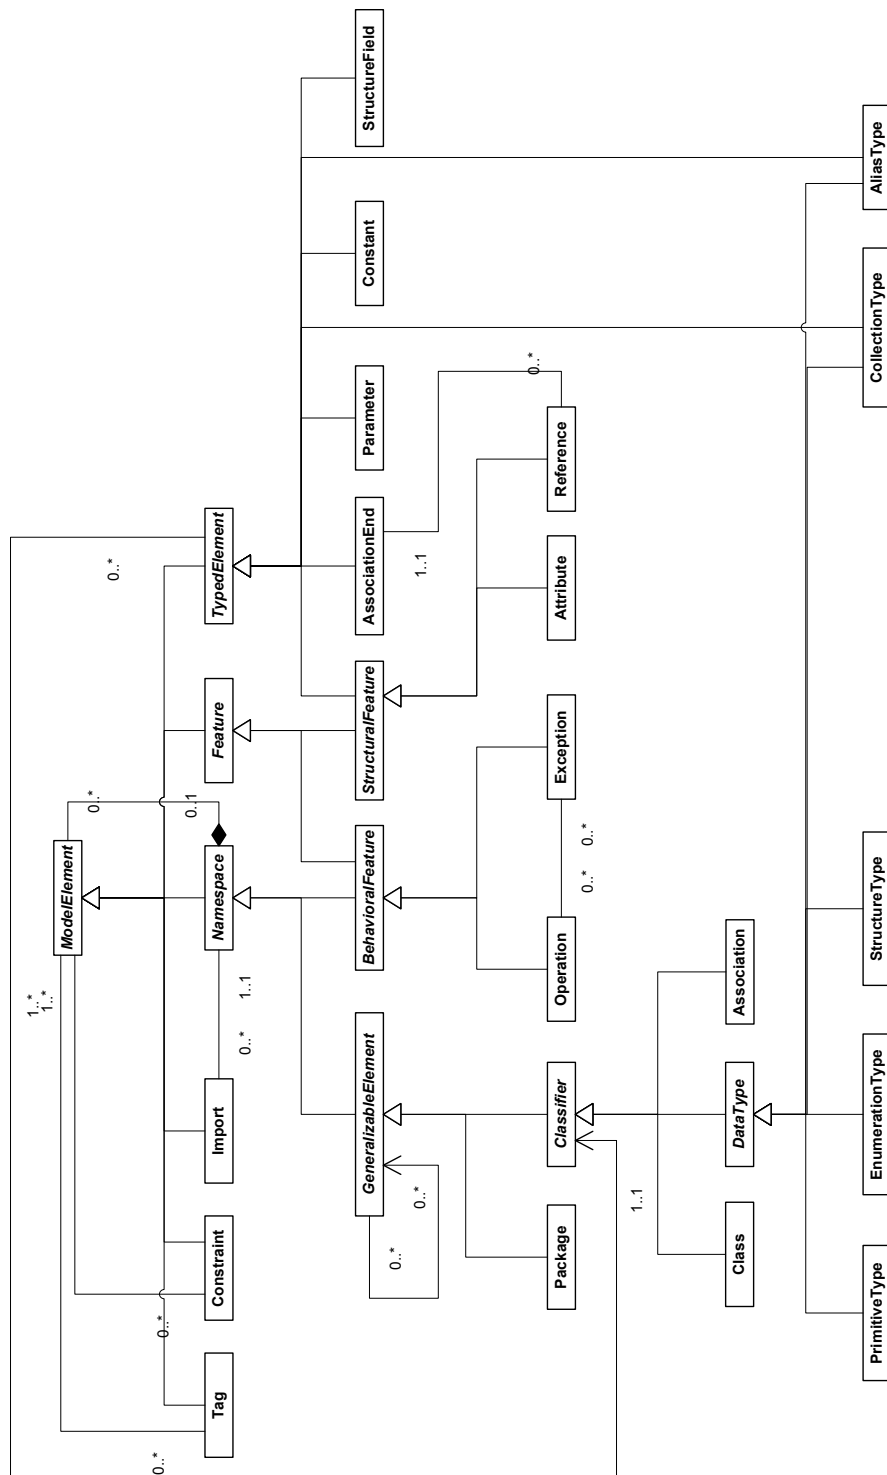 ModelElement
1..*
1..*
0..*
0..1
Tag
0..*
Constraint
0..*
Import
0..*
1..1
Namespace
Feature
TypedElement
0..*
GeneralizableElement
0..*
0..*
BehavioralFeature
StructuralFeature
AssociationEnd
1..1
Parameter
Constant
StructureField
Package
Classifier
1..1
Operation
0..*
0..*
Exception
Attribute
Reference
0..*
Class
DataType
Association
PrimitiveType
EnumerationType
StructureType
CollectionType
AliasType